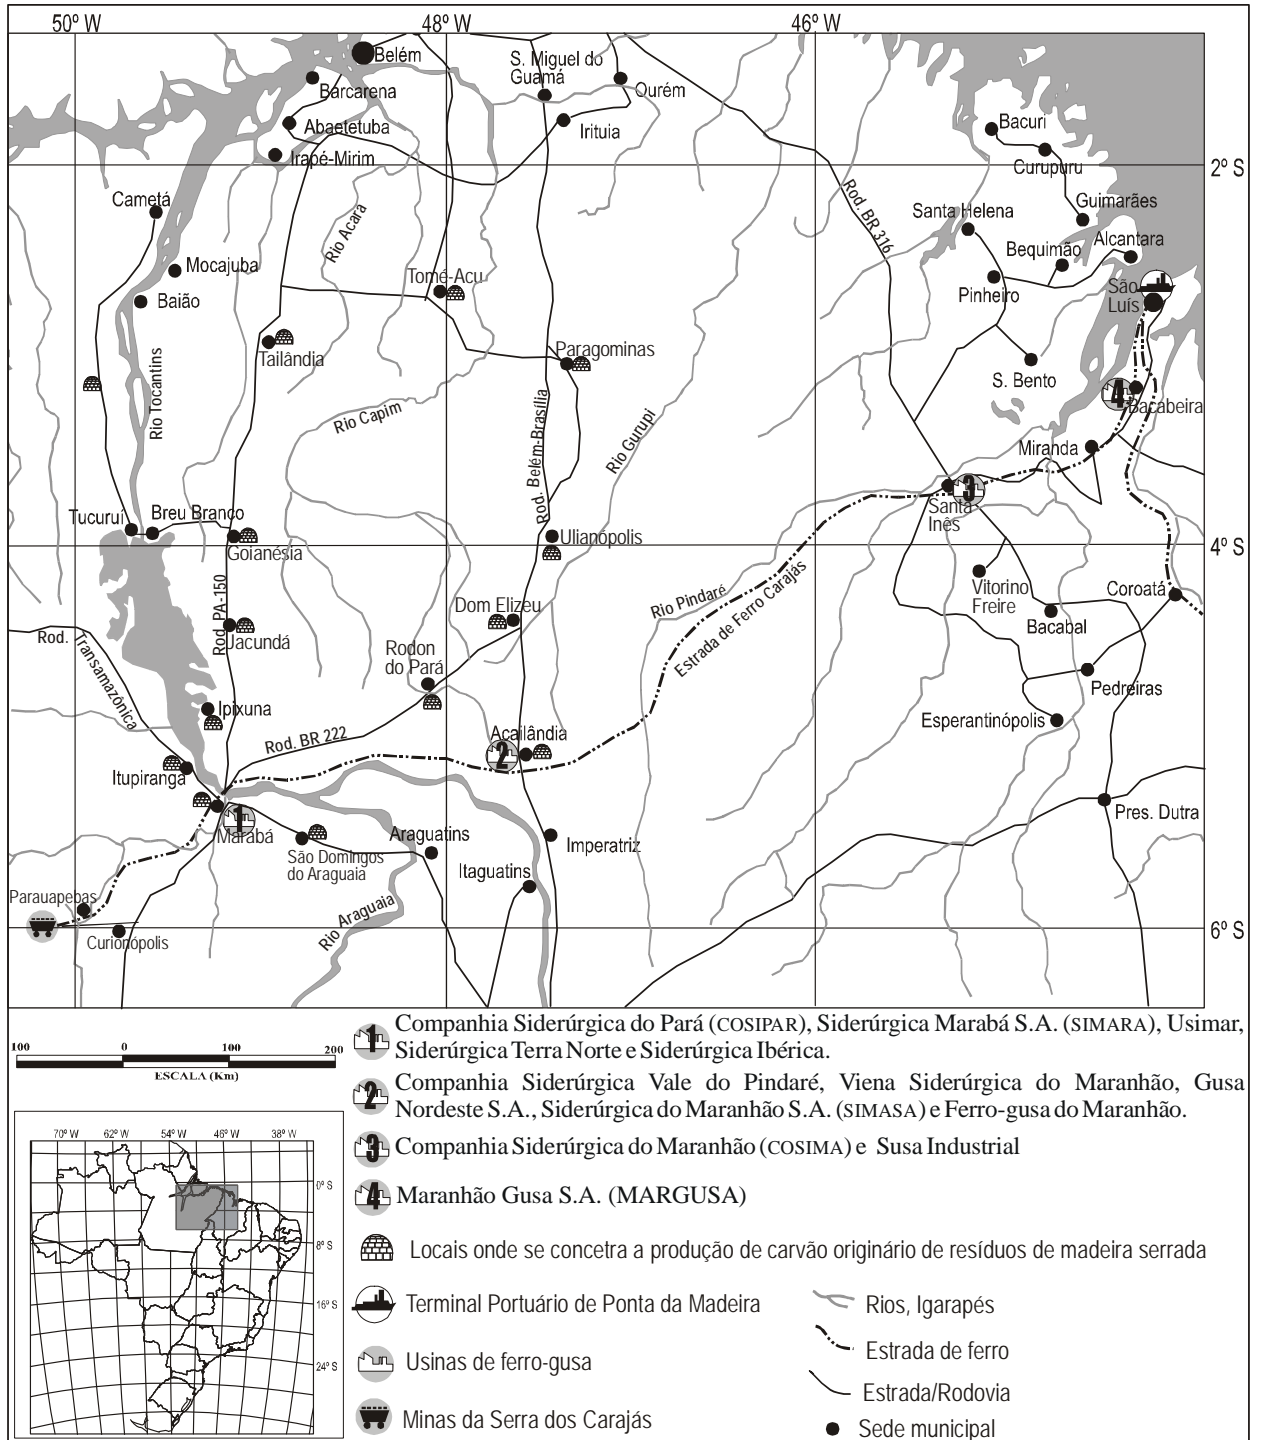 50º W 48º W 46º W
Belém
S. Miguel do
Guamá
Ourém
Barcarena
Abaetetuba
Irituia
Irapé-Mirim
Bacuri
Curupuru
2º S
Cametá
Rio Acará
Rod. BR 316
Santa Helena
Guimarães
Bequimão
Alcantara
Mocajuba
Tomé-Acu
Baião
Pinheiro
São
Luís
Tailândia
Paragominas
S. Bento
Rio Tocantins
Rio Capim
Rod. Belém-Brasília
Rio Gurupi
4
Bacabeira
Miranda
3
Santa
Inês
Tucuruí
Breu Branco
Goianésia
Ulianópolis
4º S
Rod. PA-150
Estrada de Ferro Carajás
Rio Pindaré
Vitorino
Freire
Coroatá
Dom Elizeu
Bacabal
Rod. Transamazônica
Jacundá
Rodon
do Pará
Pedreiras
Ipixuna
Esperantinópolis
Rod. BR 222
Acailândia
2
Itupiranga
1
Marabá
São Domingos
do Araguaia
Araguatins
Imperatriz
Pres. Dutra
Itaguatins
Parauapebas
Rio Araguaia
Curionópolis
6º S
100 0 100 200
ESCALA (Km)
1 Companhia Siderúrgica do Pará (COSIPAR), Siderúrgica Marabá S.A. (SIMARA), Usimar,
Siderúrgica Terra Norte e Siderúrgica Ibérica.
2 Companhia Siderúrgica Vale do Pindaré, Viena Siderúrgica do Maranhão, Gusa
Nordeste S.A., Siderúrgica do Maranhão S.A. (SIMASA) e Ferro-gusa do Maranhão.
3 Companhia Siderúrgica do Maranhão (COSIMA) e Susa Industrial
4 Maranhão Gusa S.A. (MARGUSA)
Locais onde se concetra a produção de carvão originário de resíduos de madeira serrada
Terminal Portuário de Ponta da Madeira
Usinas de ferro-gusa
Minas da Serra dos Carajás
Rios, Igarapés
Estrada de ferro
Estrada/Rodovia
Sede municipal
70º W 62º W 54º W 46º W 38º W
0º S
8º S
16º S
24º S